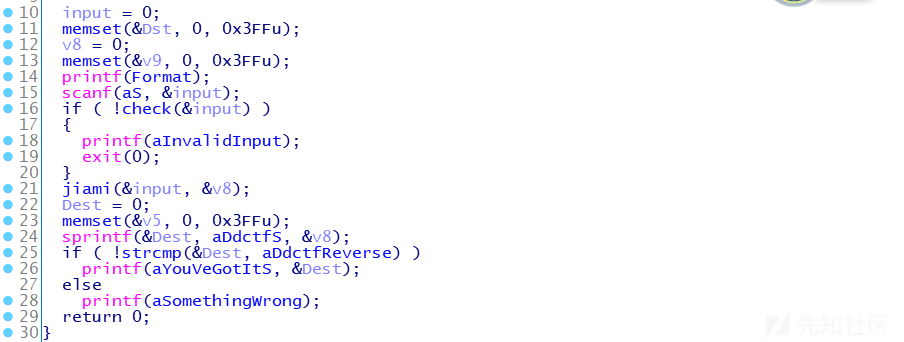 10 input = 0;
11 memset(&Dst, 0, 0x3FFu);
12 v8 = 0;
13 memset(&v9, 0, 0x3FFu);
14 printf(Format);
15 scanf(aS, &input);
16 if ( !check(&input) )
17 {
18 printf(aInvalidInput);
19 exit(0);
20 }
21 jiami(&input, &v8);
22 Dest = 0;
23 memset(&v5, 0, 0x3FFu);
24 sprintf(&Dest, aDdctfS, &v8);
25 if ( !strcmp(&Dest, aDdctfReverse) )
26 printf(aYouVeGotItS, &Dest);
27 else
28 printf(aSomethingWrong);
29 return 0;
30 }
先知社区